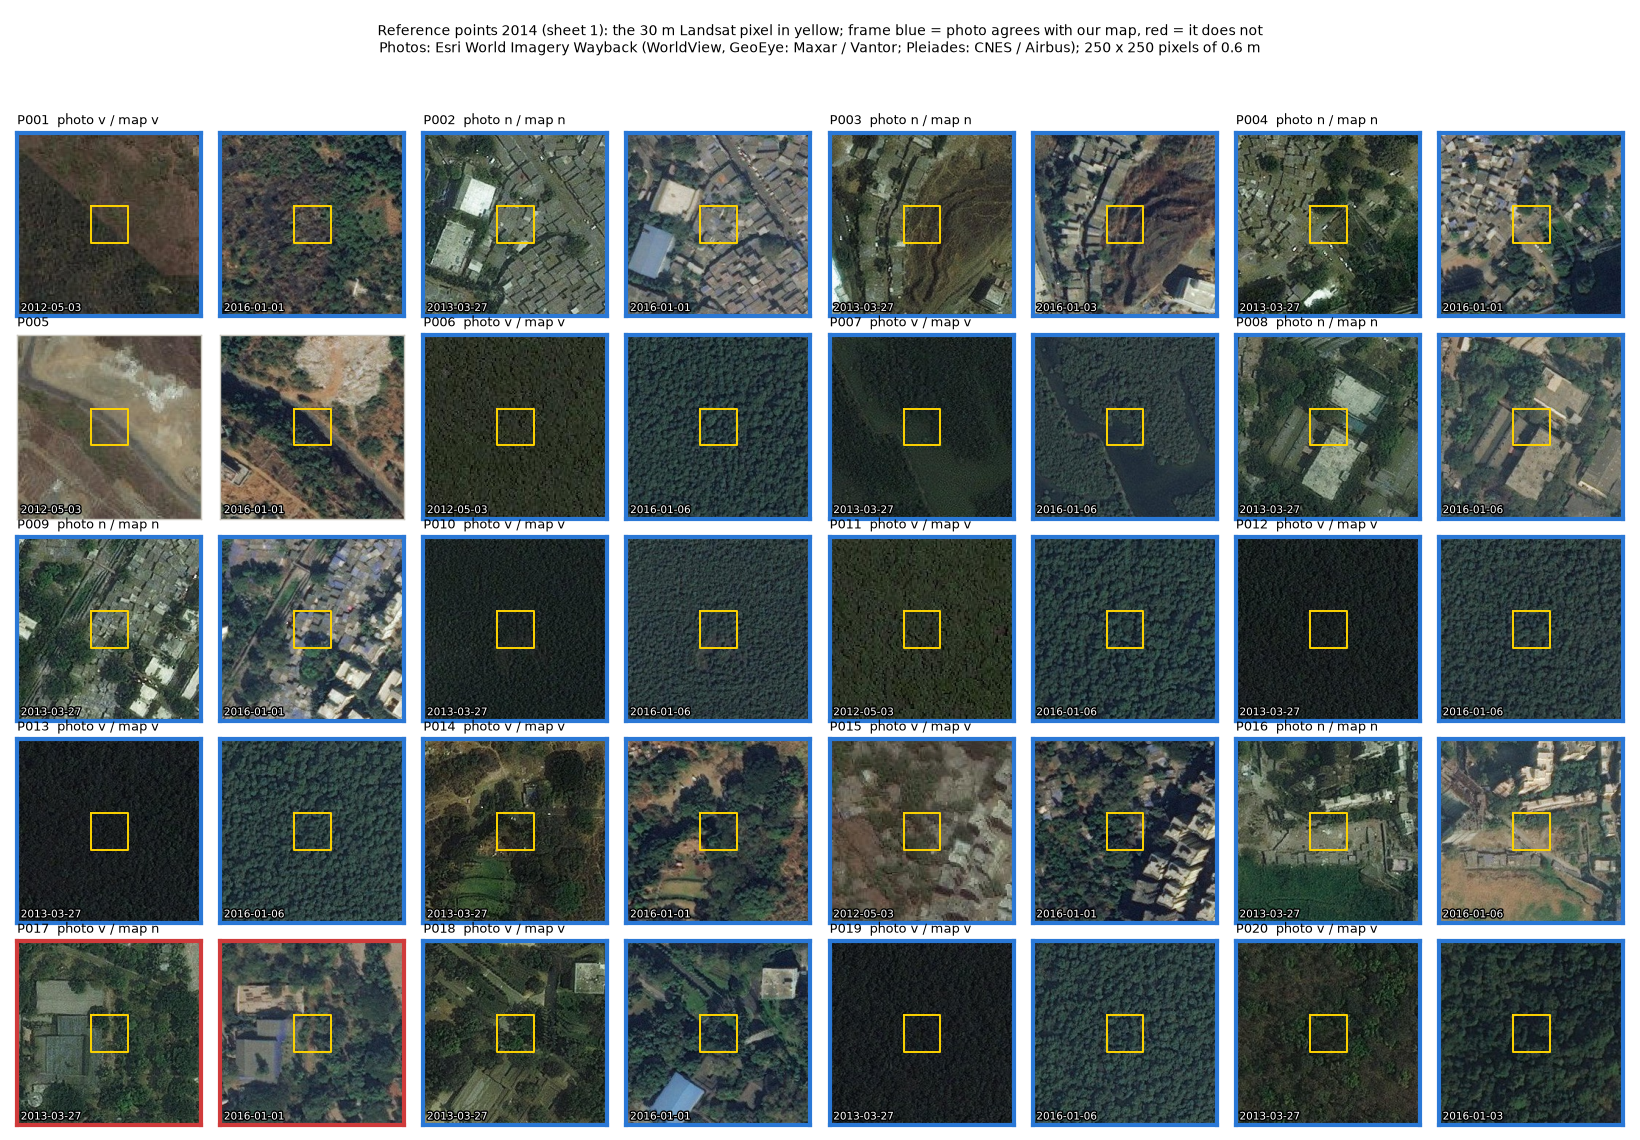 Reference points 2014 (sheet 1): the 30 m Landsat pixel in yellow; frame blue = photo agrees with our map, red = it does not
Photos: Esri World Imagery Wayback (WorldView, GeoEye: Maxar / Vantor; Pleiades: CNES / Airbus); 250 x 250 pixels of 0.6 m
P001 photo v / map v
P002 photo n / map n
P003 photo n / map n
P004 photo n / map n
2012-05-03
2016-01-01
2013-03-27
2016-01-01
2013-03-27
2016-01-03
2013-03-27
2016-01-01
P005
P006 photo v / map v
P007 photo v / map v
P008 photo n / map n
2012-05-03
2016-01-01
2012-05-03
2016-01-06
2013-03-27
2016-01-06
2013-03-27
2016-01-06
P009 photo n / map n
P010 photo v / map v
P011 photo v / map v
P012 photo v / map v
2013-03-27
2016-01-01
2013-03-27
2016-01-06
2012-05-03
2016-01-06
2013-03-27
2016-01-06
P013 photo v / map v
P014 photo v / map v
P015 photo v / map v
P016 photo n / map n
2013-03-27
2016-01-06
2013-03-27
2016-01-01
2012-05-03
2016-01-01
2013-03-27
2016-01-06
P017 photo v / map n
P018 photo v / map v
P019 photo v / map v
P020 photo v / map v
2013-03-27
2016-01-01
2013-03-27
2016-01-01
2013-03-27
2016-01-06
2013-03-27
2016-01-03